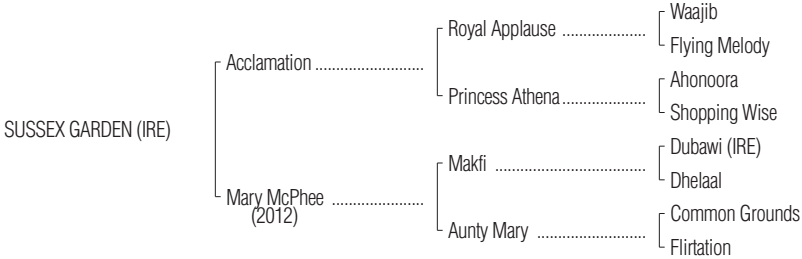 Waajib
Royal Applause ......................
Flying Melody
Acclamation ............................
Ahonoora
Princess Athena......................
Shopping Wise
SUSSEX GARDEN (IRE)
Dubawi (IRE)
Makfi ........................................
Dhelaal
Mary McPhee ........................
(2012)
Common Grounds
Aunty Mary ............................
Flirtation